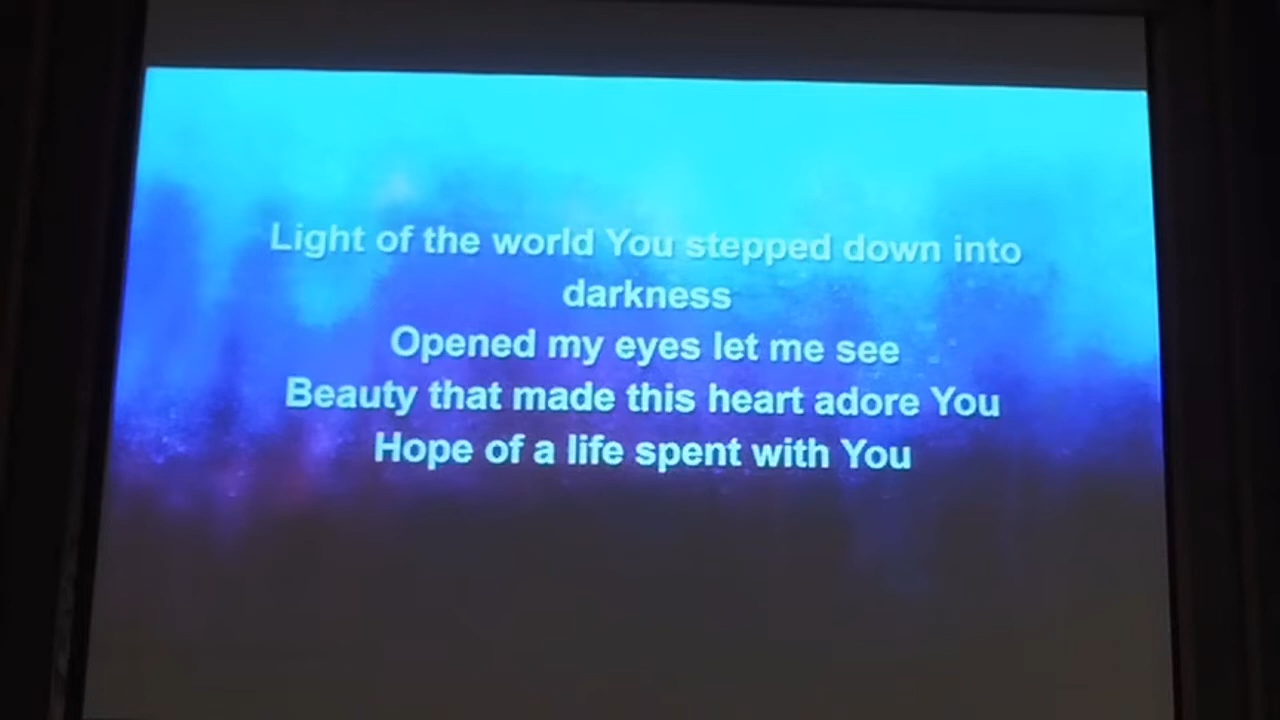 Light of the world You stepped down into
darkness
Opened my eyes let me see
Beauty that made this heart adore You
Hope of a life spent with You